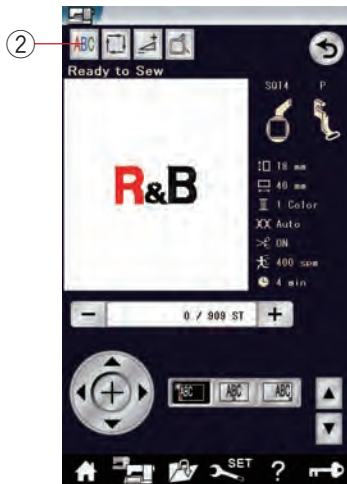 ②
ABC
Ready to Sew
SQ14 P
R&B
18 mm
40 mm
1 Color
Auto
ON
400 spm
4 min
− 0 / 909 ST +
ABC ABC ABC
SET ?